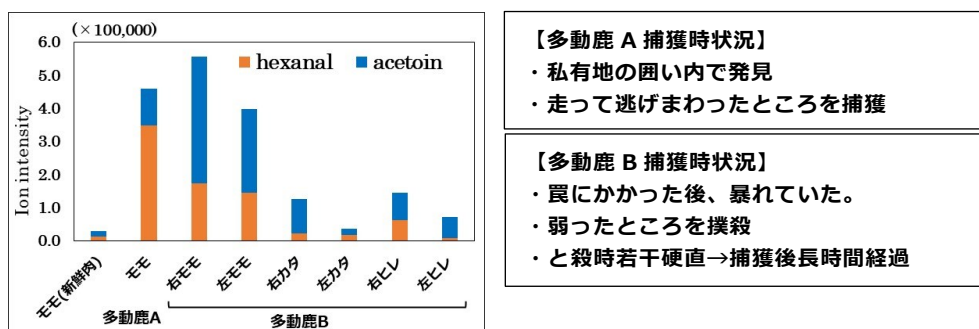 (×100,000)
6.0
5.0
4.0
3.0
2.0
1.0
0.0
Ion intensity
hexanal
acetoin
モモ(新鮮肉)
モモ
右モモ
左モモ
右カタ
左カタ
右ヒレ
左ヒレ
多動鹿A
多動鹿B
【多動鹿 A 捕獲時状況】
・私有地の囲い内で発見
・走って逃げまわったところを捕獲
【多動鹿 B 捕獲時状況】
・罠にかかった後、暴れていた。
・弱ったところを撲殺
・と殺時若干硬直→捕獲後長時間経過